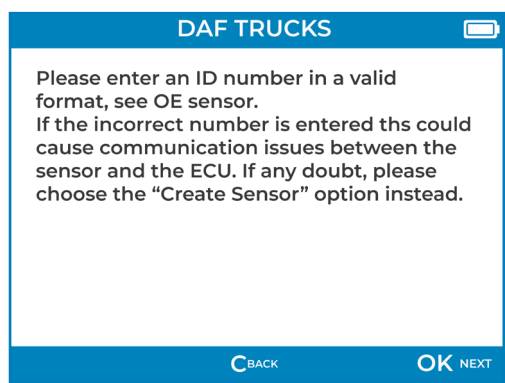 DAF TRUCKS
Please enter an ID number in a valid
format, see OE sensor.
If the incorrect number is entered ths could
cause communication issues between the
sensor and the ECU. If any doubt, please
choose the “Create Sensor” option instead.
C BACK OK NEXT